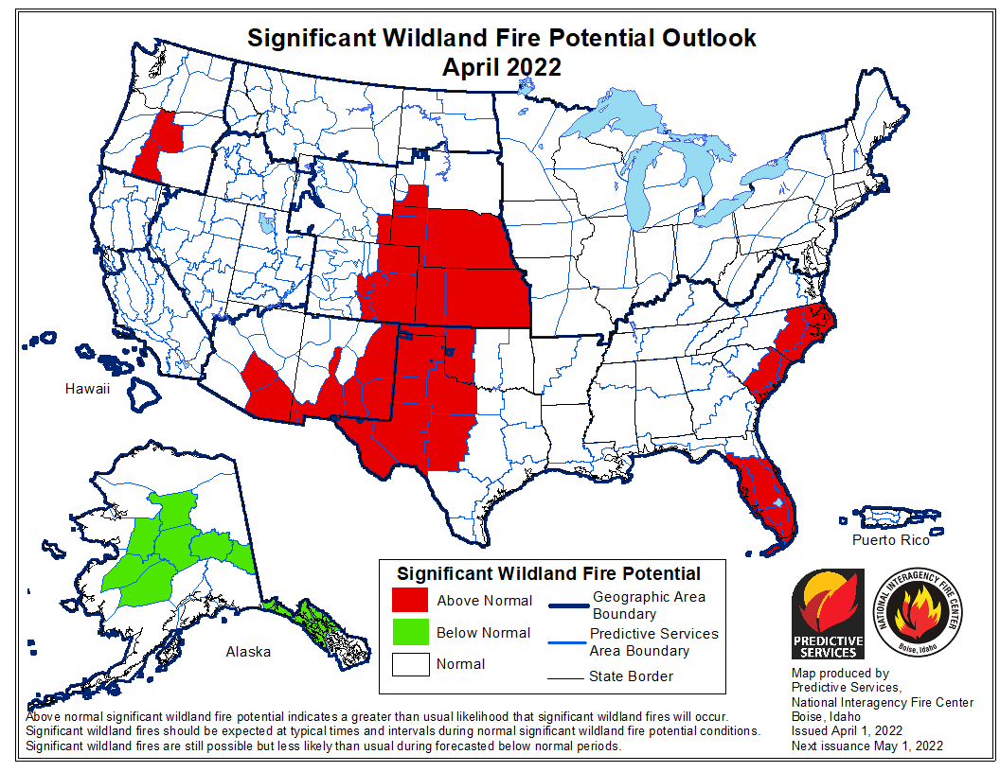 Significant Wildland Fire Potential Outlook
April 2022
Hawaii
Alaska
Puerto Rico
Significant Wildland Fire Potential
Above Normal
Below Normal
Normal
Geographic Area
Boundary
Predictive Services
Area Boundary
State Border
PREDICTIVE
SERVICES
NATIONAL INTERAGENCY FIRE CENTER
Boise, Idaho
Map produced by
Predictive Services,
National Interagency Fire Center
Boise, Idaho
Issued April 1, 2022
Next issuance May 1, 2022
Above normal significant wildland fire potential indicates a greater than usual likelihood that significant wildland fires will occur.
Significant wildland fires should be expected at typical times and intervals during normal significant wildland fire potential conditions.
Significant wildland fires are still possible but less likely than usual during forecasted below normal periods.